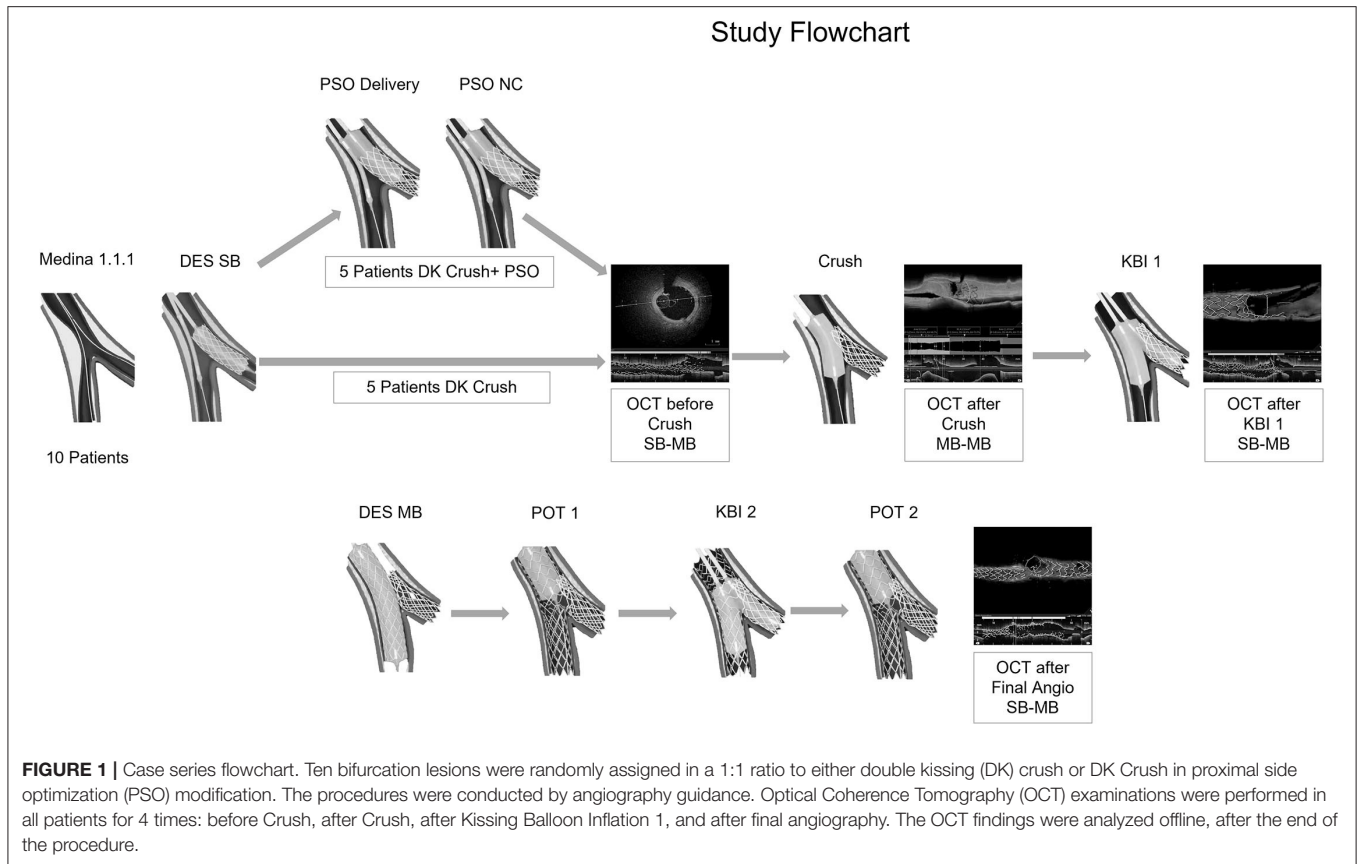 Study Flowchart
PSO Delivery
PSO NC
Medina 1.1.1
DES SB
5 Patients DK Crush+ PSO
5 Patients DK Crush
10 Patients
OCT before
Crush
SB-MB
Crush
OCT after
Crush
MB-MB
KBI 1
OCT after
KBI 1
SB-MB
DES MB
POT 1
KBI 2
POT 2
OCT after
Final Angio
SB-MB
FIGURE 1 | Case series flowchart. Ten bifurcation lesions were randomly assigned in a 1:1 ratio to either double kissing (DK) crush or DK Crush in proximal side
optimization (PSO) modification. The procedures were conducted by angiography guidance. Optical Coherence Tomography (OCT) examinations were performed in
all patients for 4 times: before Crush, after Crush, after Kissing Balloon Inflation 1, and after final angiography. The OCT findings were analyzed offline, after the end of
the procedure.